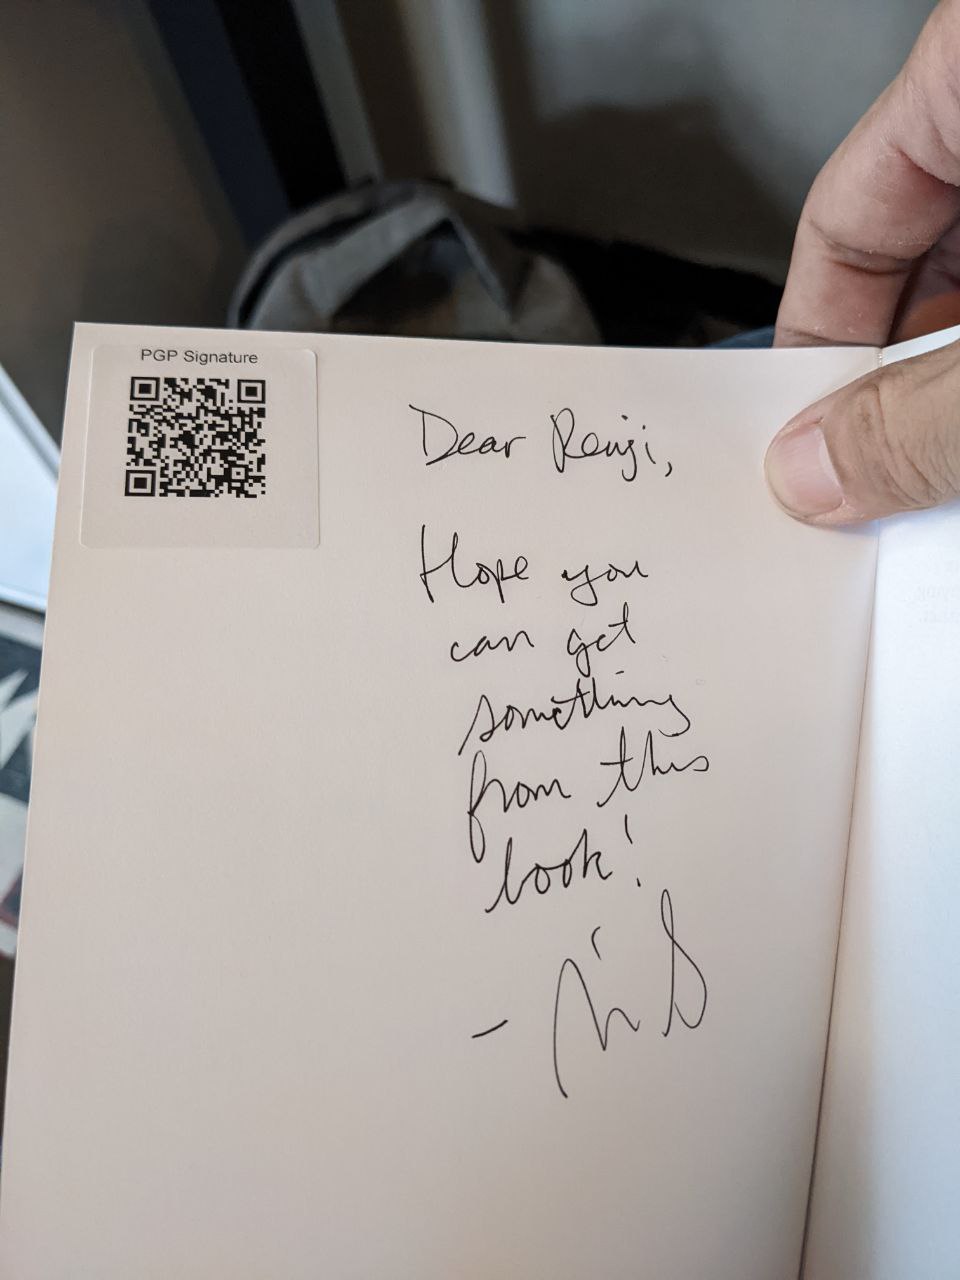 PGP Signature
Dear Renji,
Hope you
can get
something
from this
book!